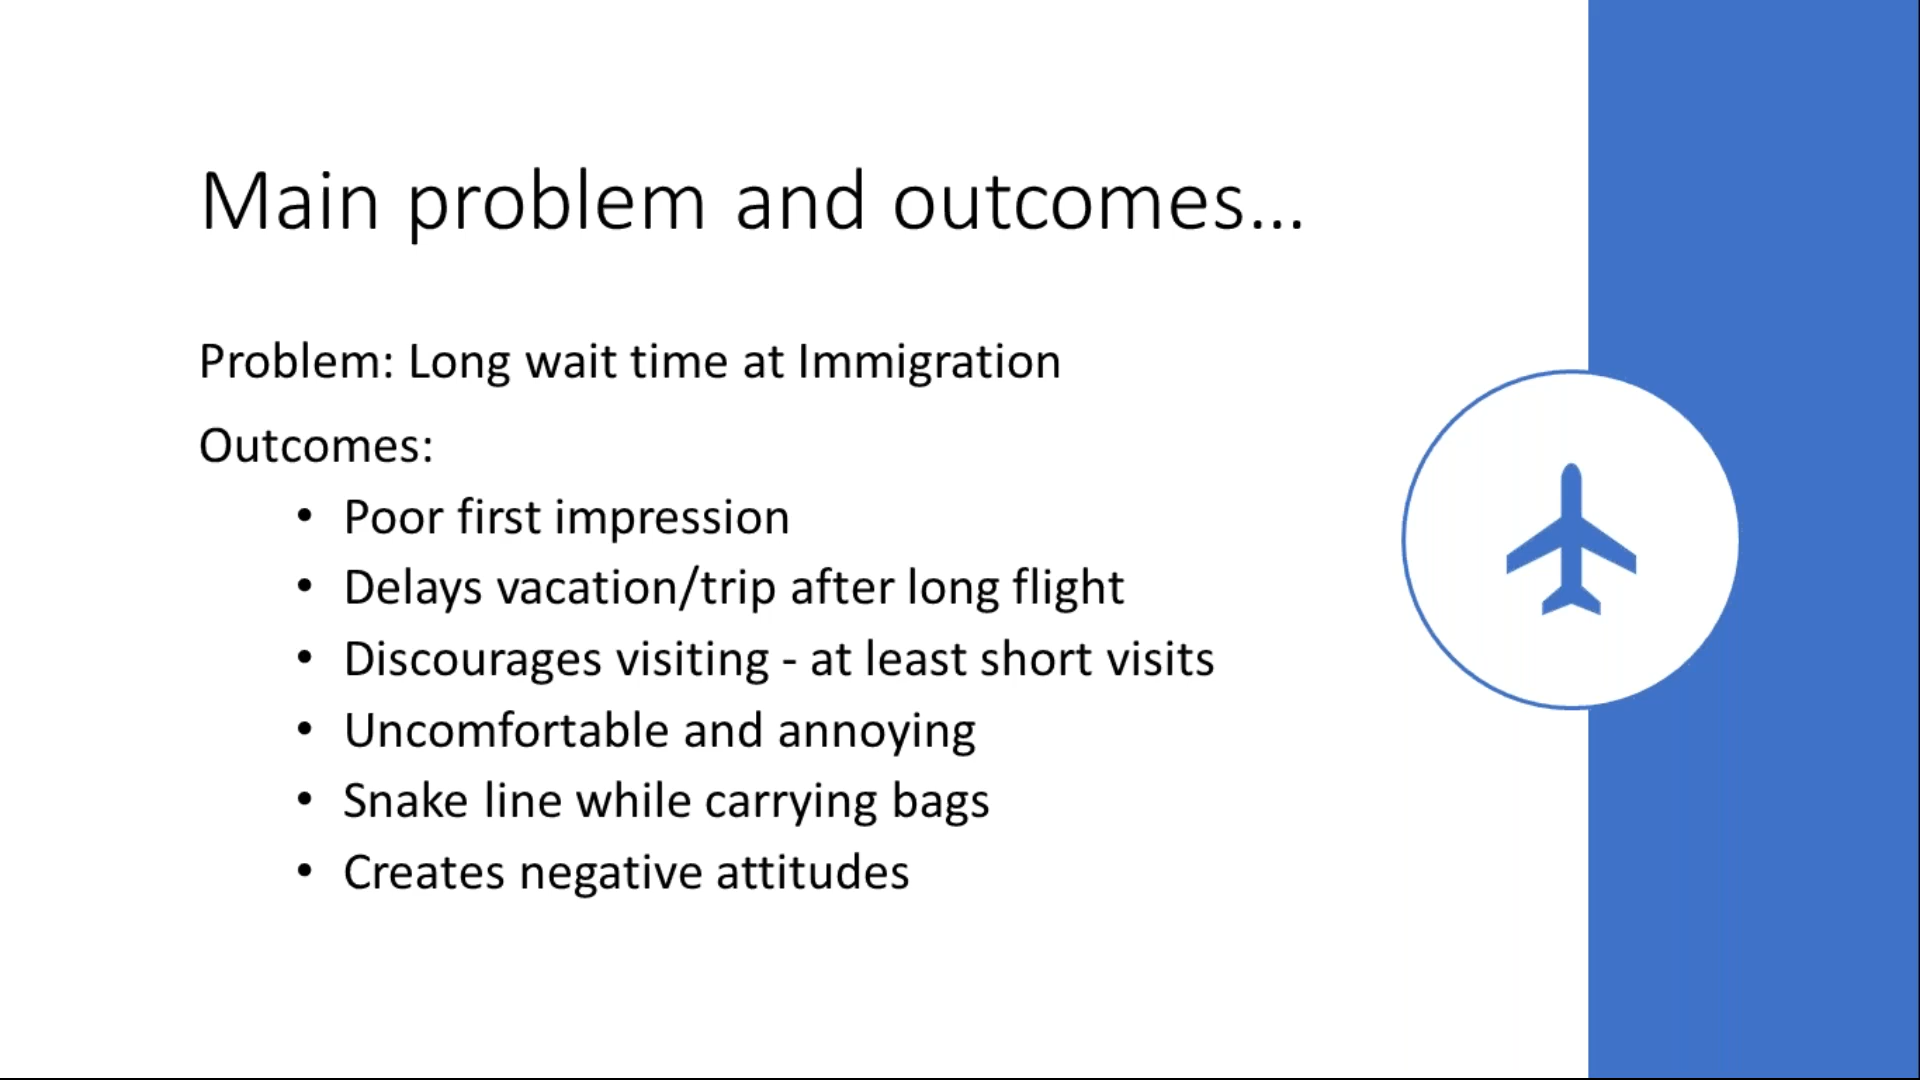 Main problem and outcomes...
Problem: Long wait time at Immigration
Outcomes:
• Poor first impression
• Delays vacation/trip after long flight
• Discourages visiting - at least short visits
• Uncomfortable and annoying
• Snake line while carrying bags
• Creates negative attitudes